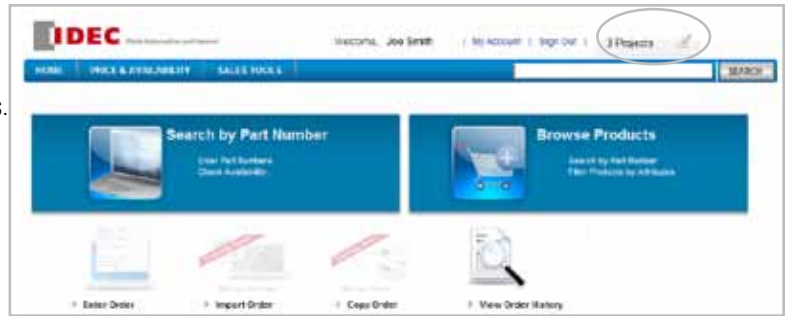 IDEC
Welcome, Joe Smith | My Account | Sign Out | 3 Projects
HOME PRICE & AVAILABILITY SALES TOOLS SEARCH
s.
Search by Part Number Browse Products
Enter Part Numbers Search by Part Number
Check Availability Filter Products by Attributes
Enter Order Import Order Copy Order View Order History